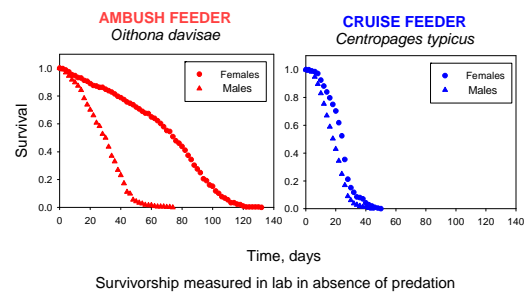 AMBUSH FEEDER
Oithona davisae
CRUISE FEEDER
Centropages typicus
Survival
1.0
0.8
0.6
0.4
0.2
0.0
0 20 40 60 80 100 120 140
Females
Males
1.0
0.8
0.6
0.4
0.2
0.0
0 20 40 60 80 100 120 140
Females
Males
Time, days
Survivorship measured in lab in absence of predation